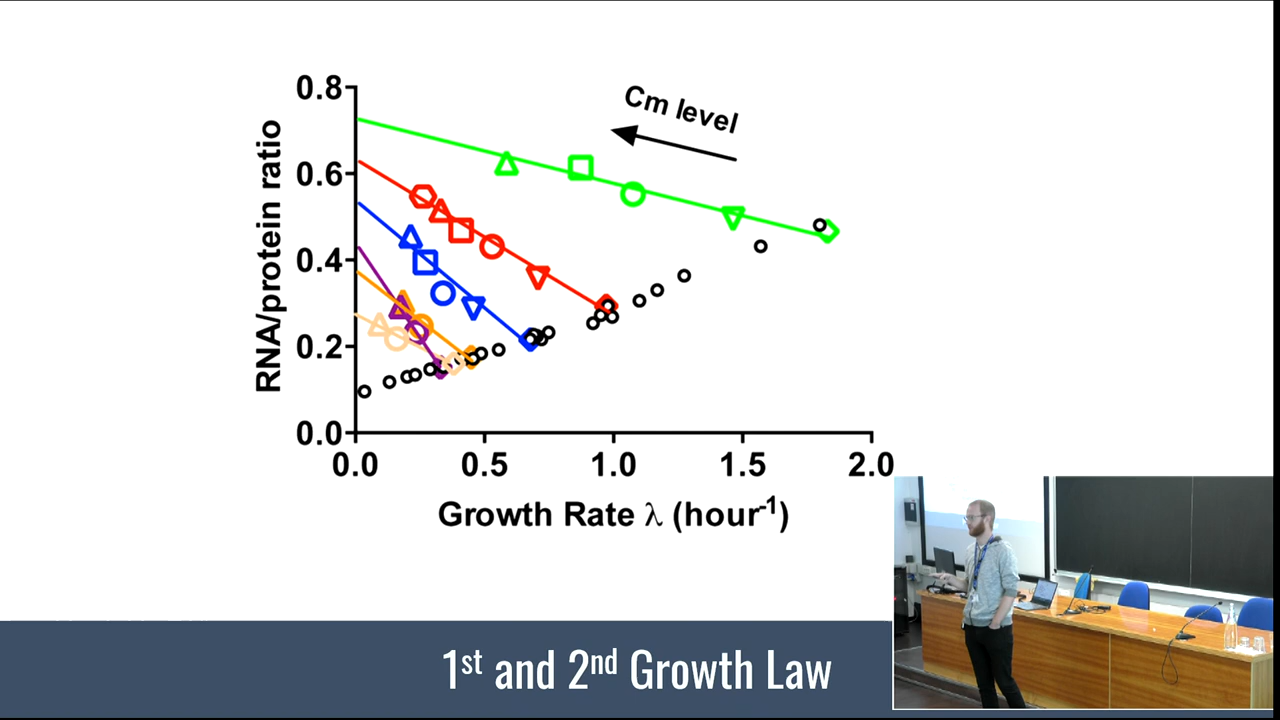 Cm level
RNA/protein ratio
0.8
0.6
0.4
0.2
0.0
0.0 0.5 1.0 1.5 2.0
Growth Rate λ (hour⁻¹)
1st and 2nd Growth Law